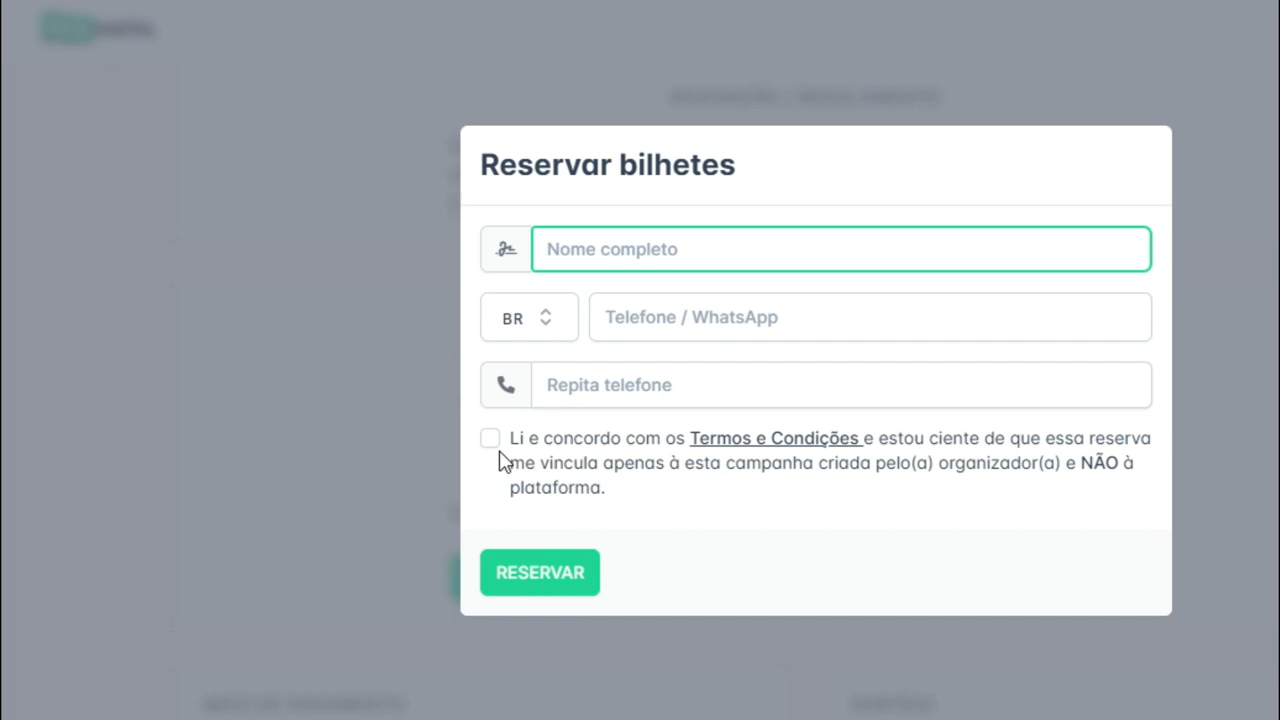 Reservar bilhetes
Nome completo
BR
Telefone / WhatsApp
Repita telefone
Li e concordo com os Termos e Condições e estou ciente de que essa reserva
me vincula apenas à esta campanha criada pelo(a) organizador(a) e NÃO à
plataforma.
RESERVAR